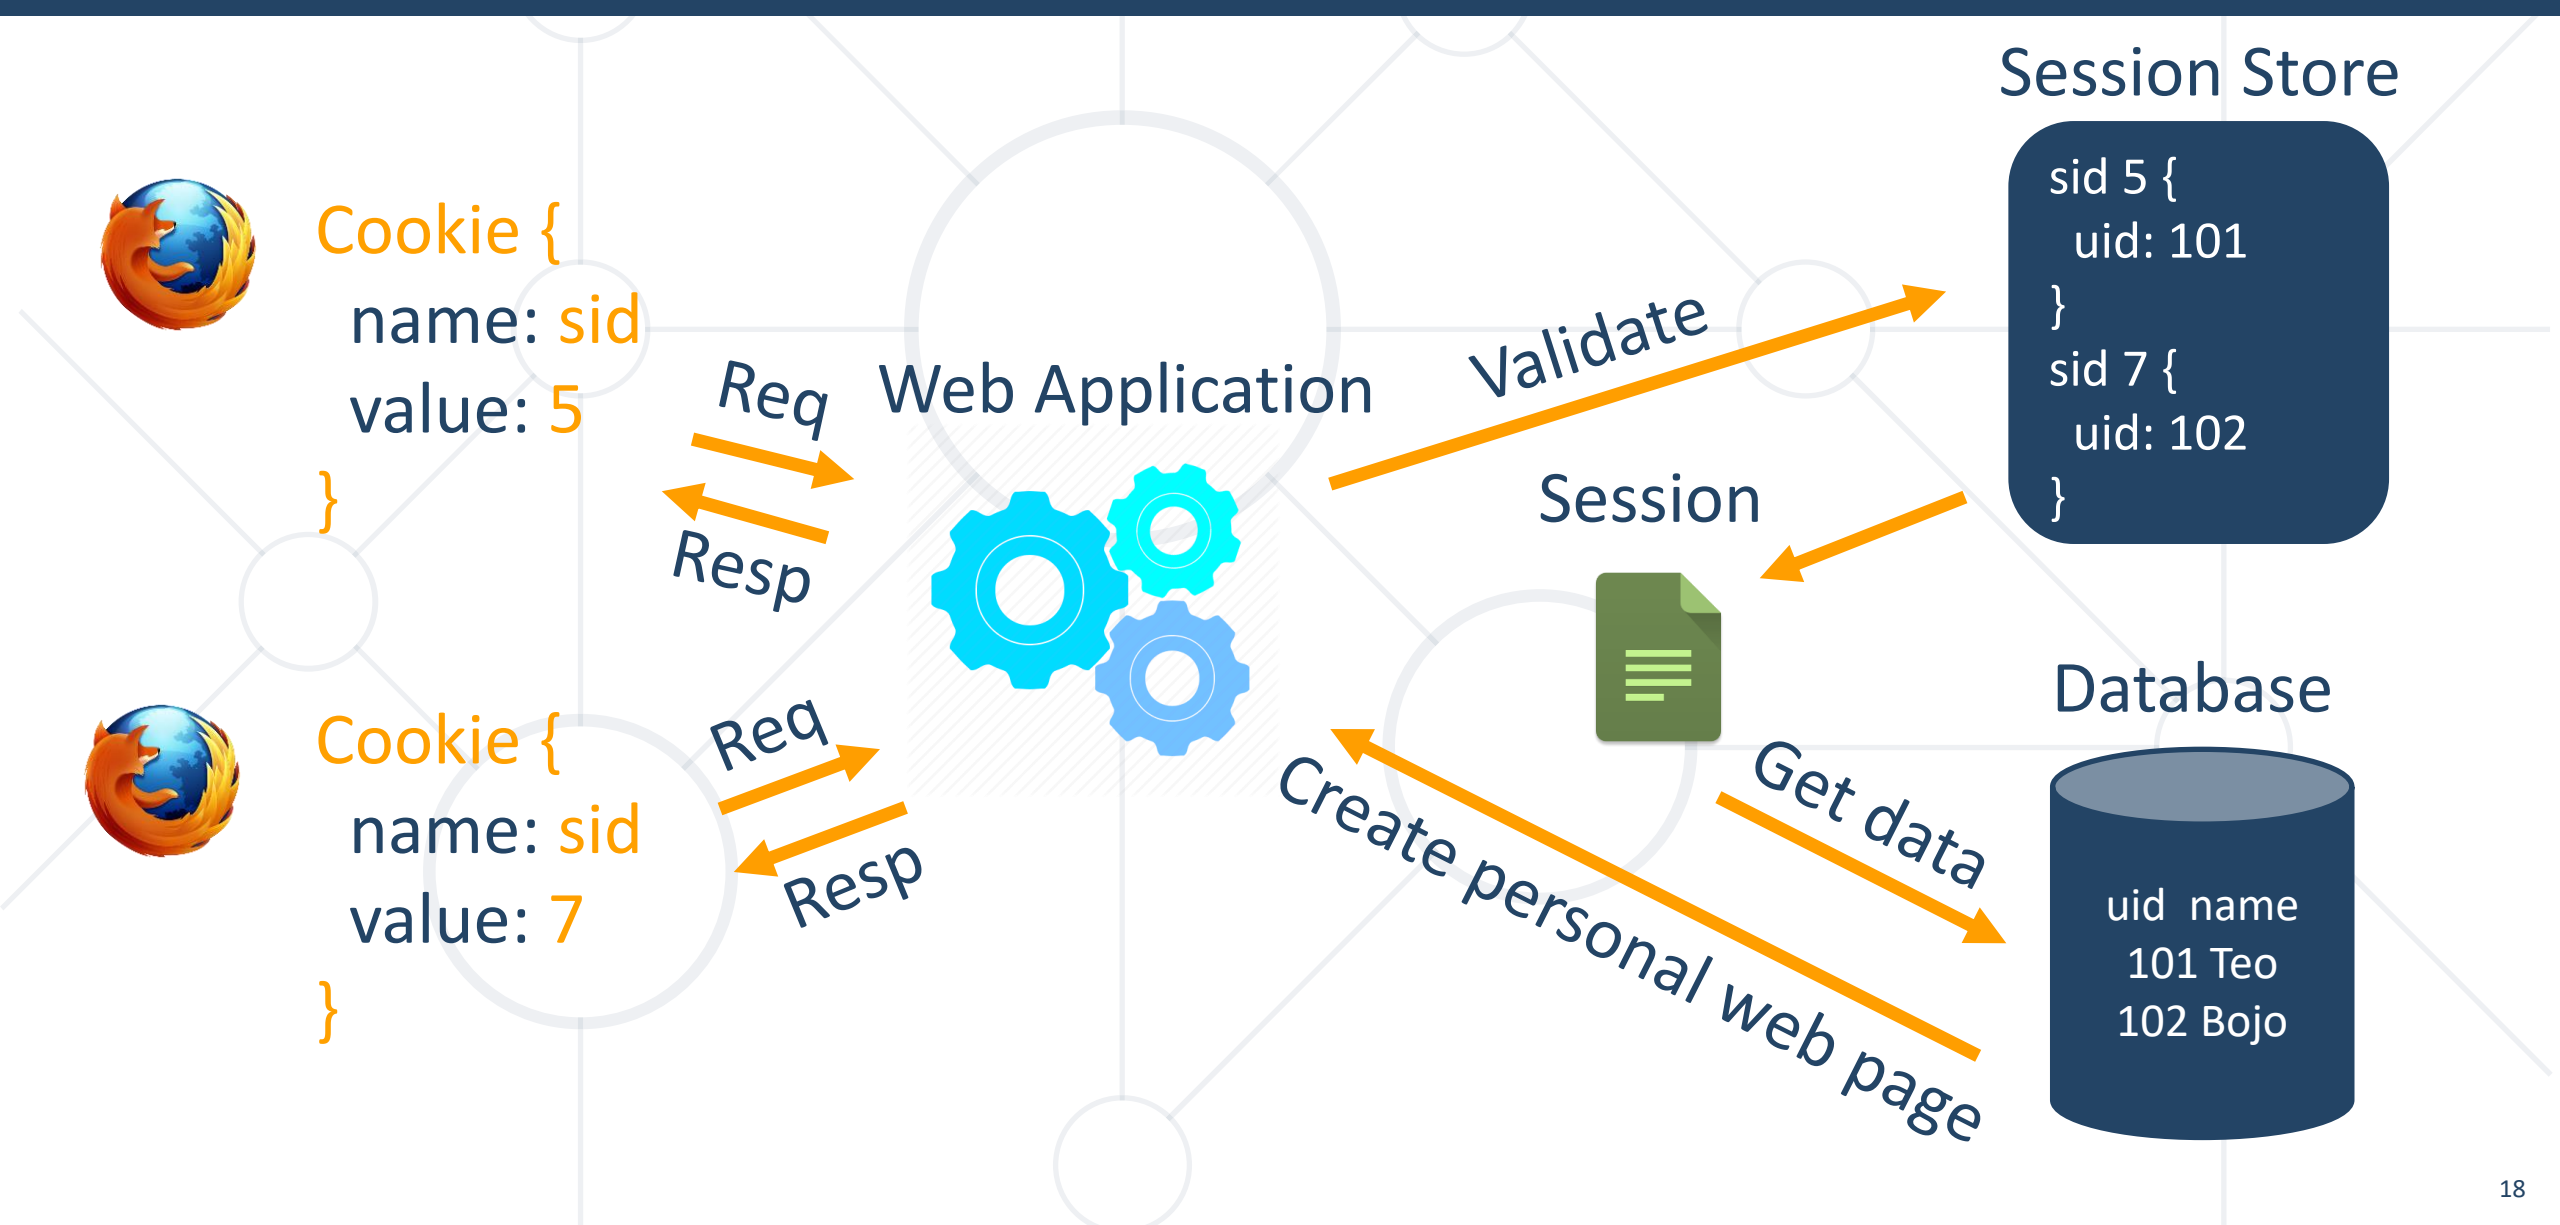 Session Store
sid 5 {
uid: 101
}
sid 7 {
uid: 102
}
Cookie {
name: sid
value: 5
}
Req
Resp
Web Application
Validate
Session
Database
uid name
101 Teo
102 Bojo
Get data
Create personal web page
Cookie {
name: sid
value: 7
}
Req
Resp
18